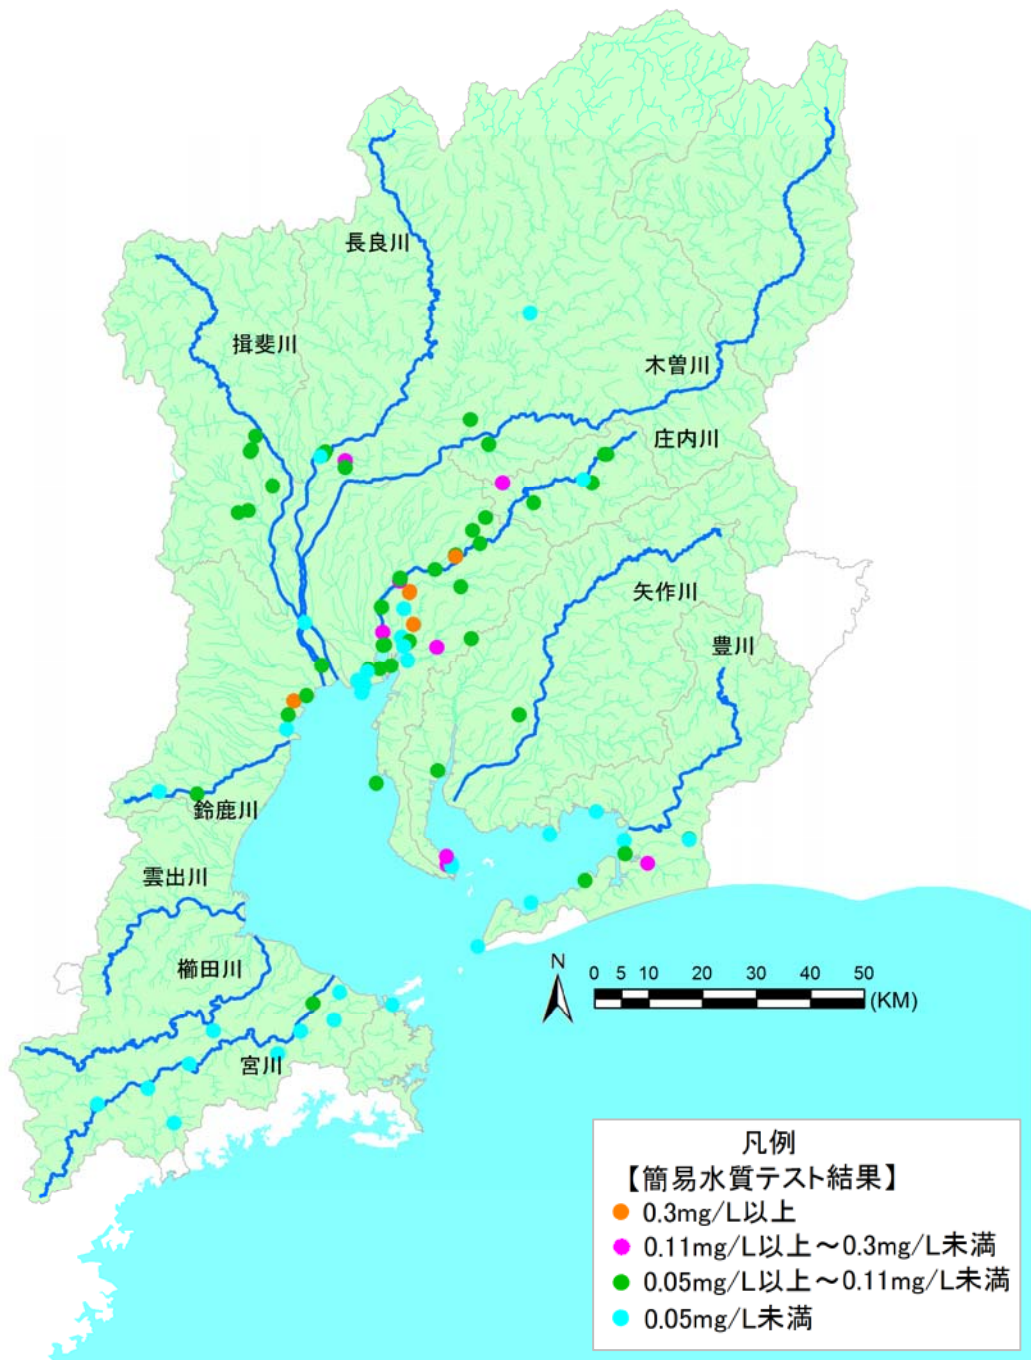 長良川
揖斐川
木曽川
庄内川
矢作川
豊川
鈴鹿川
雲出川
櫛田川
宮川
N
0 5 10 20 30 40 50
(KM)
凡例
【簡易水質テスト結果】
0.3mg/L以上
0.11mg/L以上～0.3mg/L未満
0.05mg/L以上～0.11mg/L未満
0.05mg/L未満